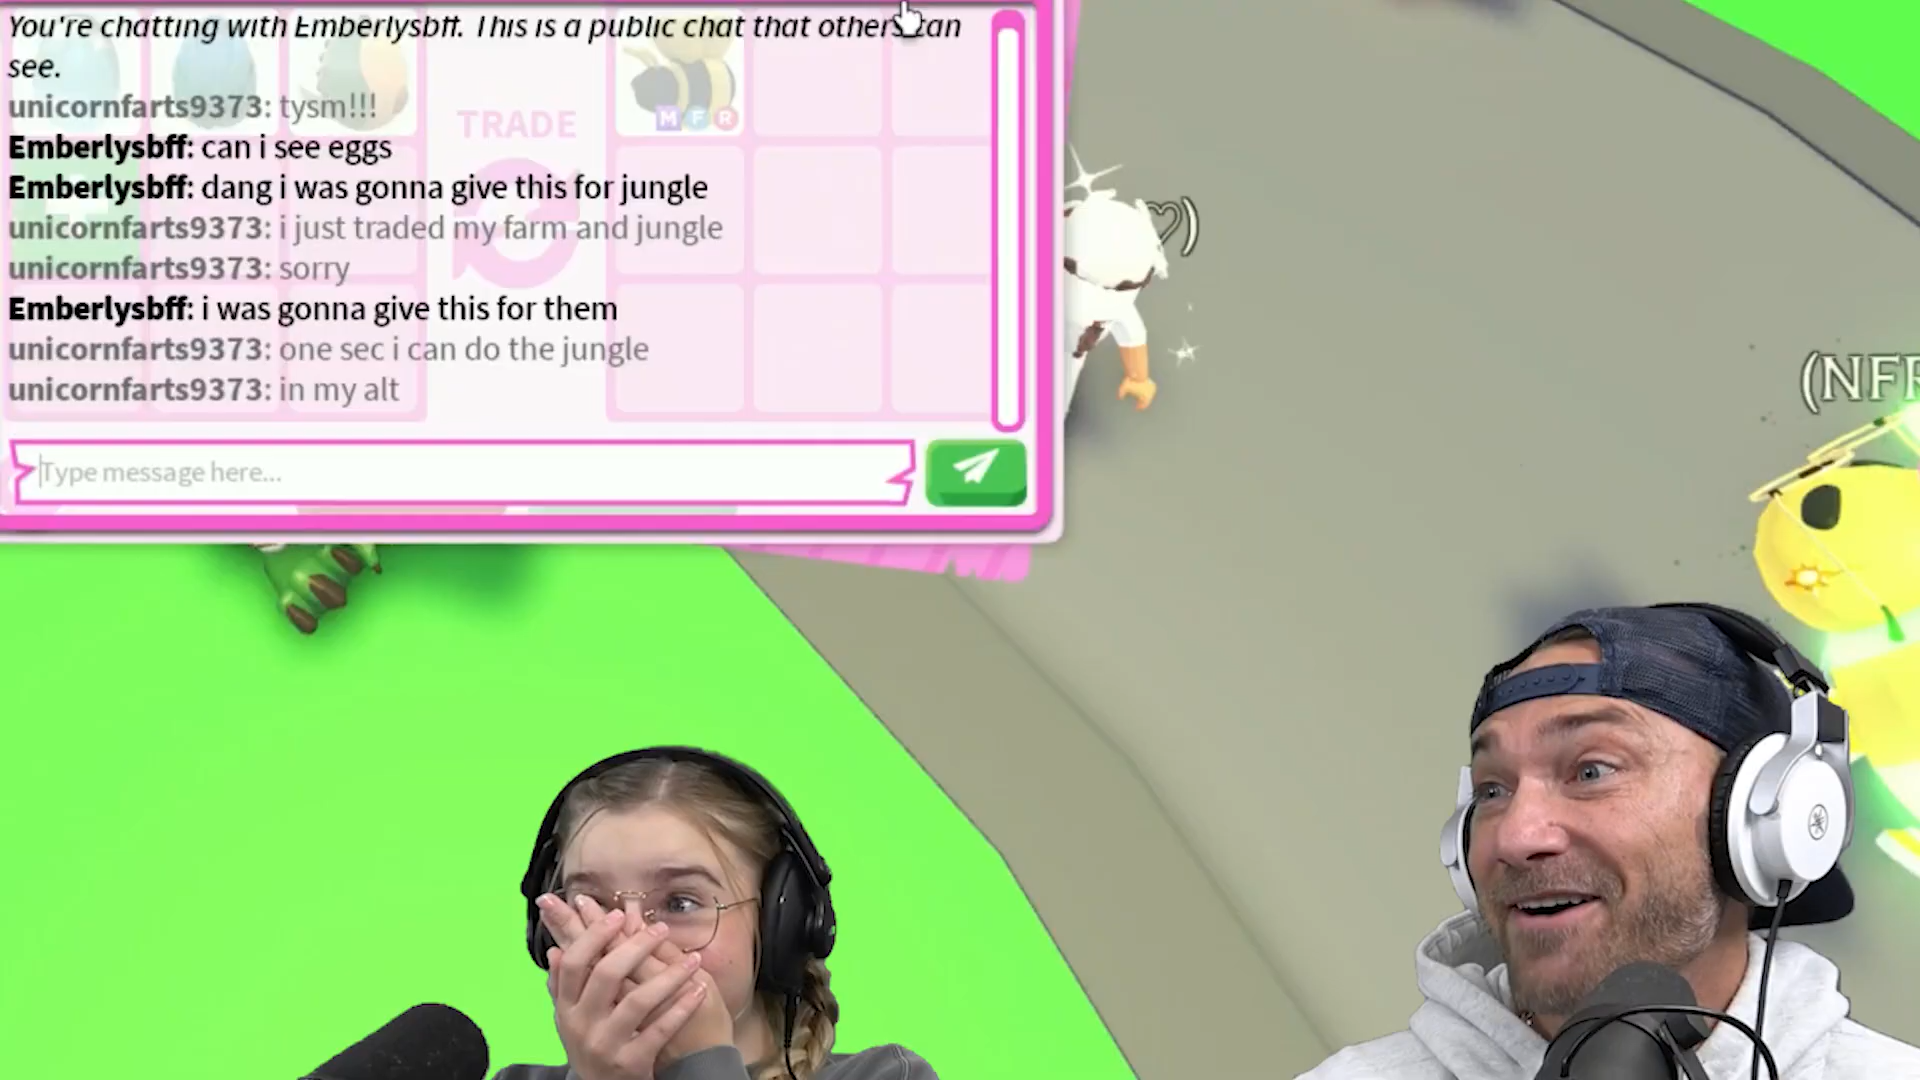 You're chatting with Emberlysbff. This is a public chat that others can
see.
unicornfarts9373: tysm!!!
TRADE
M F R
Emberlysbff: can i see eggs
Emberlysbff: dang i was gonna give this for jungle
unicornfarts9373: i just traded my farm and jungle
unicornfarts9373: sorry
Emberlysbff: i was gonna give this for them
unicornfarts9373: one sec i can do the jungle
unicornfarts9373: in my alt
Type message here...
♡)
(NFR